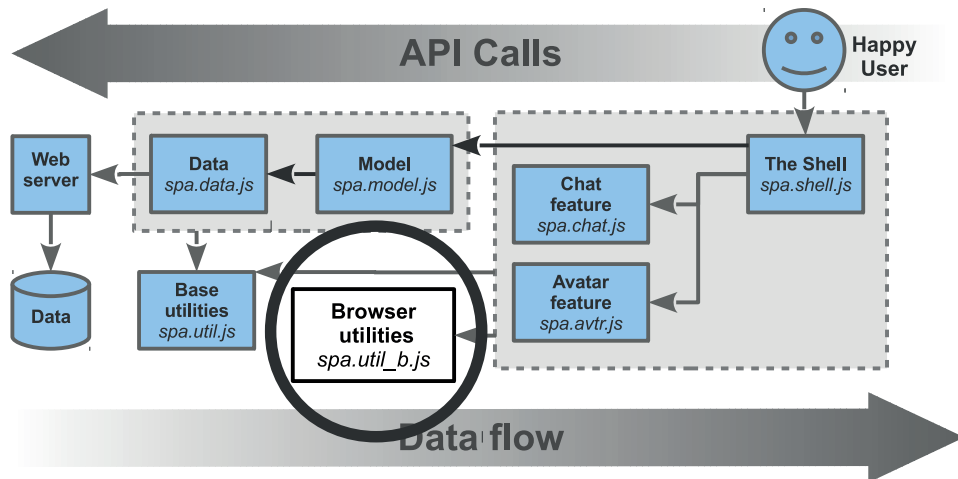 API Calls
Happy
User
Web
server
Data
spa.data.js
Model
spa.model.js
The Shell
spa.shell.js
Chat
feature
spa.chat.js
Data
Base
utilities
spa.util.js
Browser
utilities
spa.util_b.js
Avatar
feature
spa.avtr.js
Data flow